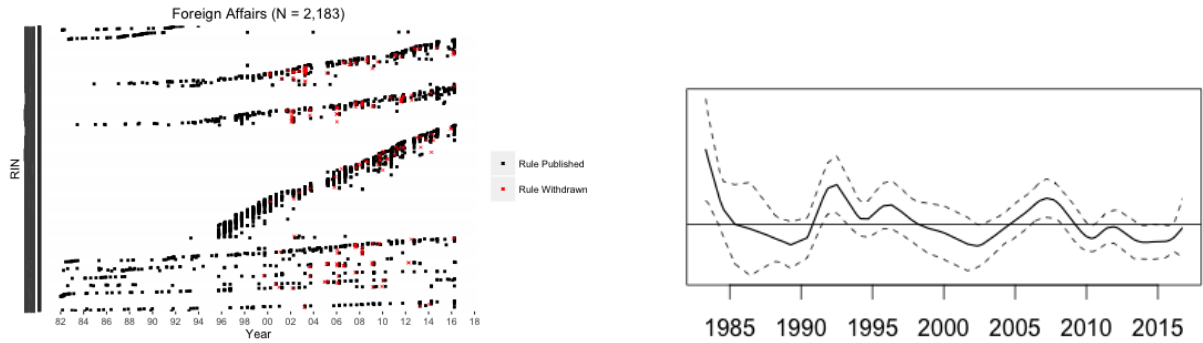 Foreign Affairs (N = 2,183)
RIN
Rule Published
Rule Withdrawn
82 84 86 88 90 92 94 96 98 00 02 04 06 08 10 12 14 16 18
Year
1985 1990 1995 2000 2005 2010 2015